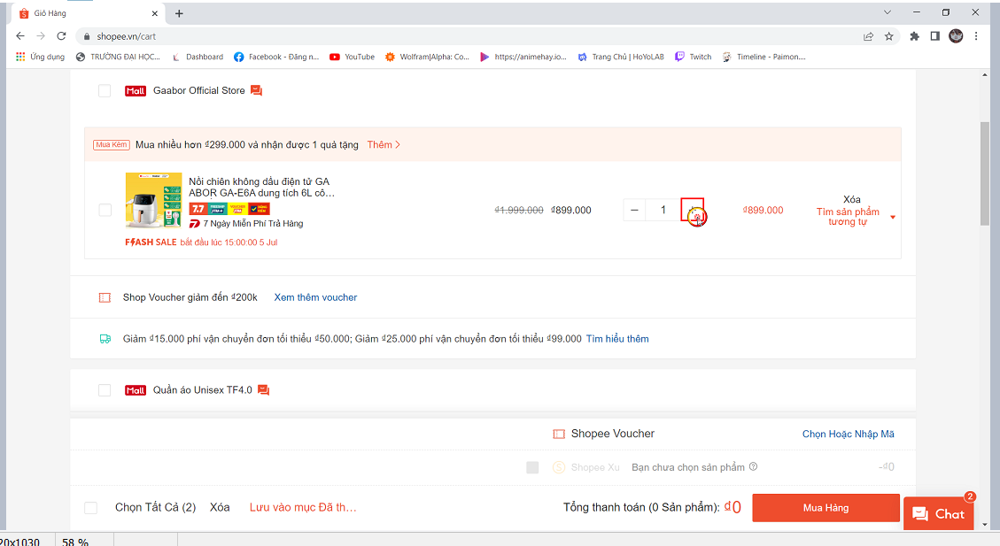 Giỏ Hàng
shopee.vn/cart
Ứng dụng
TRƯỜNG ĐẠI HỌC...
Dashboard
Facebook - Đăng n...
YouTube
Wolfram|Alpha: Co...
https://animehay.io...
Trang Chủ | HoYoLAB
Twitch
Timeline - Paimon....
Mall Gaabor Official Store
Mua Kèm Mua nhiều hơn ₫299.000 và nhận được 1 quà tặng Thêm
Nồi chiên không dầu điện tử GA
ABOR GA-E6A dung tích 6L cô...
7.7
7 Ngày Miễn Phí Trả Hàng
FLASH SALE bắt đầu lúc 15:00:00 5 Jul
₫1.999.000 ₫899.000
1
₫899.000
Xóa
Tìm sản phẩm
tương tự
Shop Voucher giảm đến ₫200k Xem thêm voucher
Giảm ₫15.000 phí vận chuyển đơn tối thiểu ₫50.000; Giảm ₫25.000 phí vận chuyển đơn tối thiểu ₫99.000 Tìm hiểu thêm
Mall Quần áo Unisex TF4.0
Shopee Voucher Chọn Hoặc Nhập Mã
Shopee Xu Bạn chưa chọn sản phẩm -₫0
Chọn Tất Cả (2) Xóa Lưu vào mục Đã th...
Tổng thanh toán (0 Sản phẩm): ₫0
Mua Hàng
Chat
2
20x1030 58 %